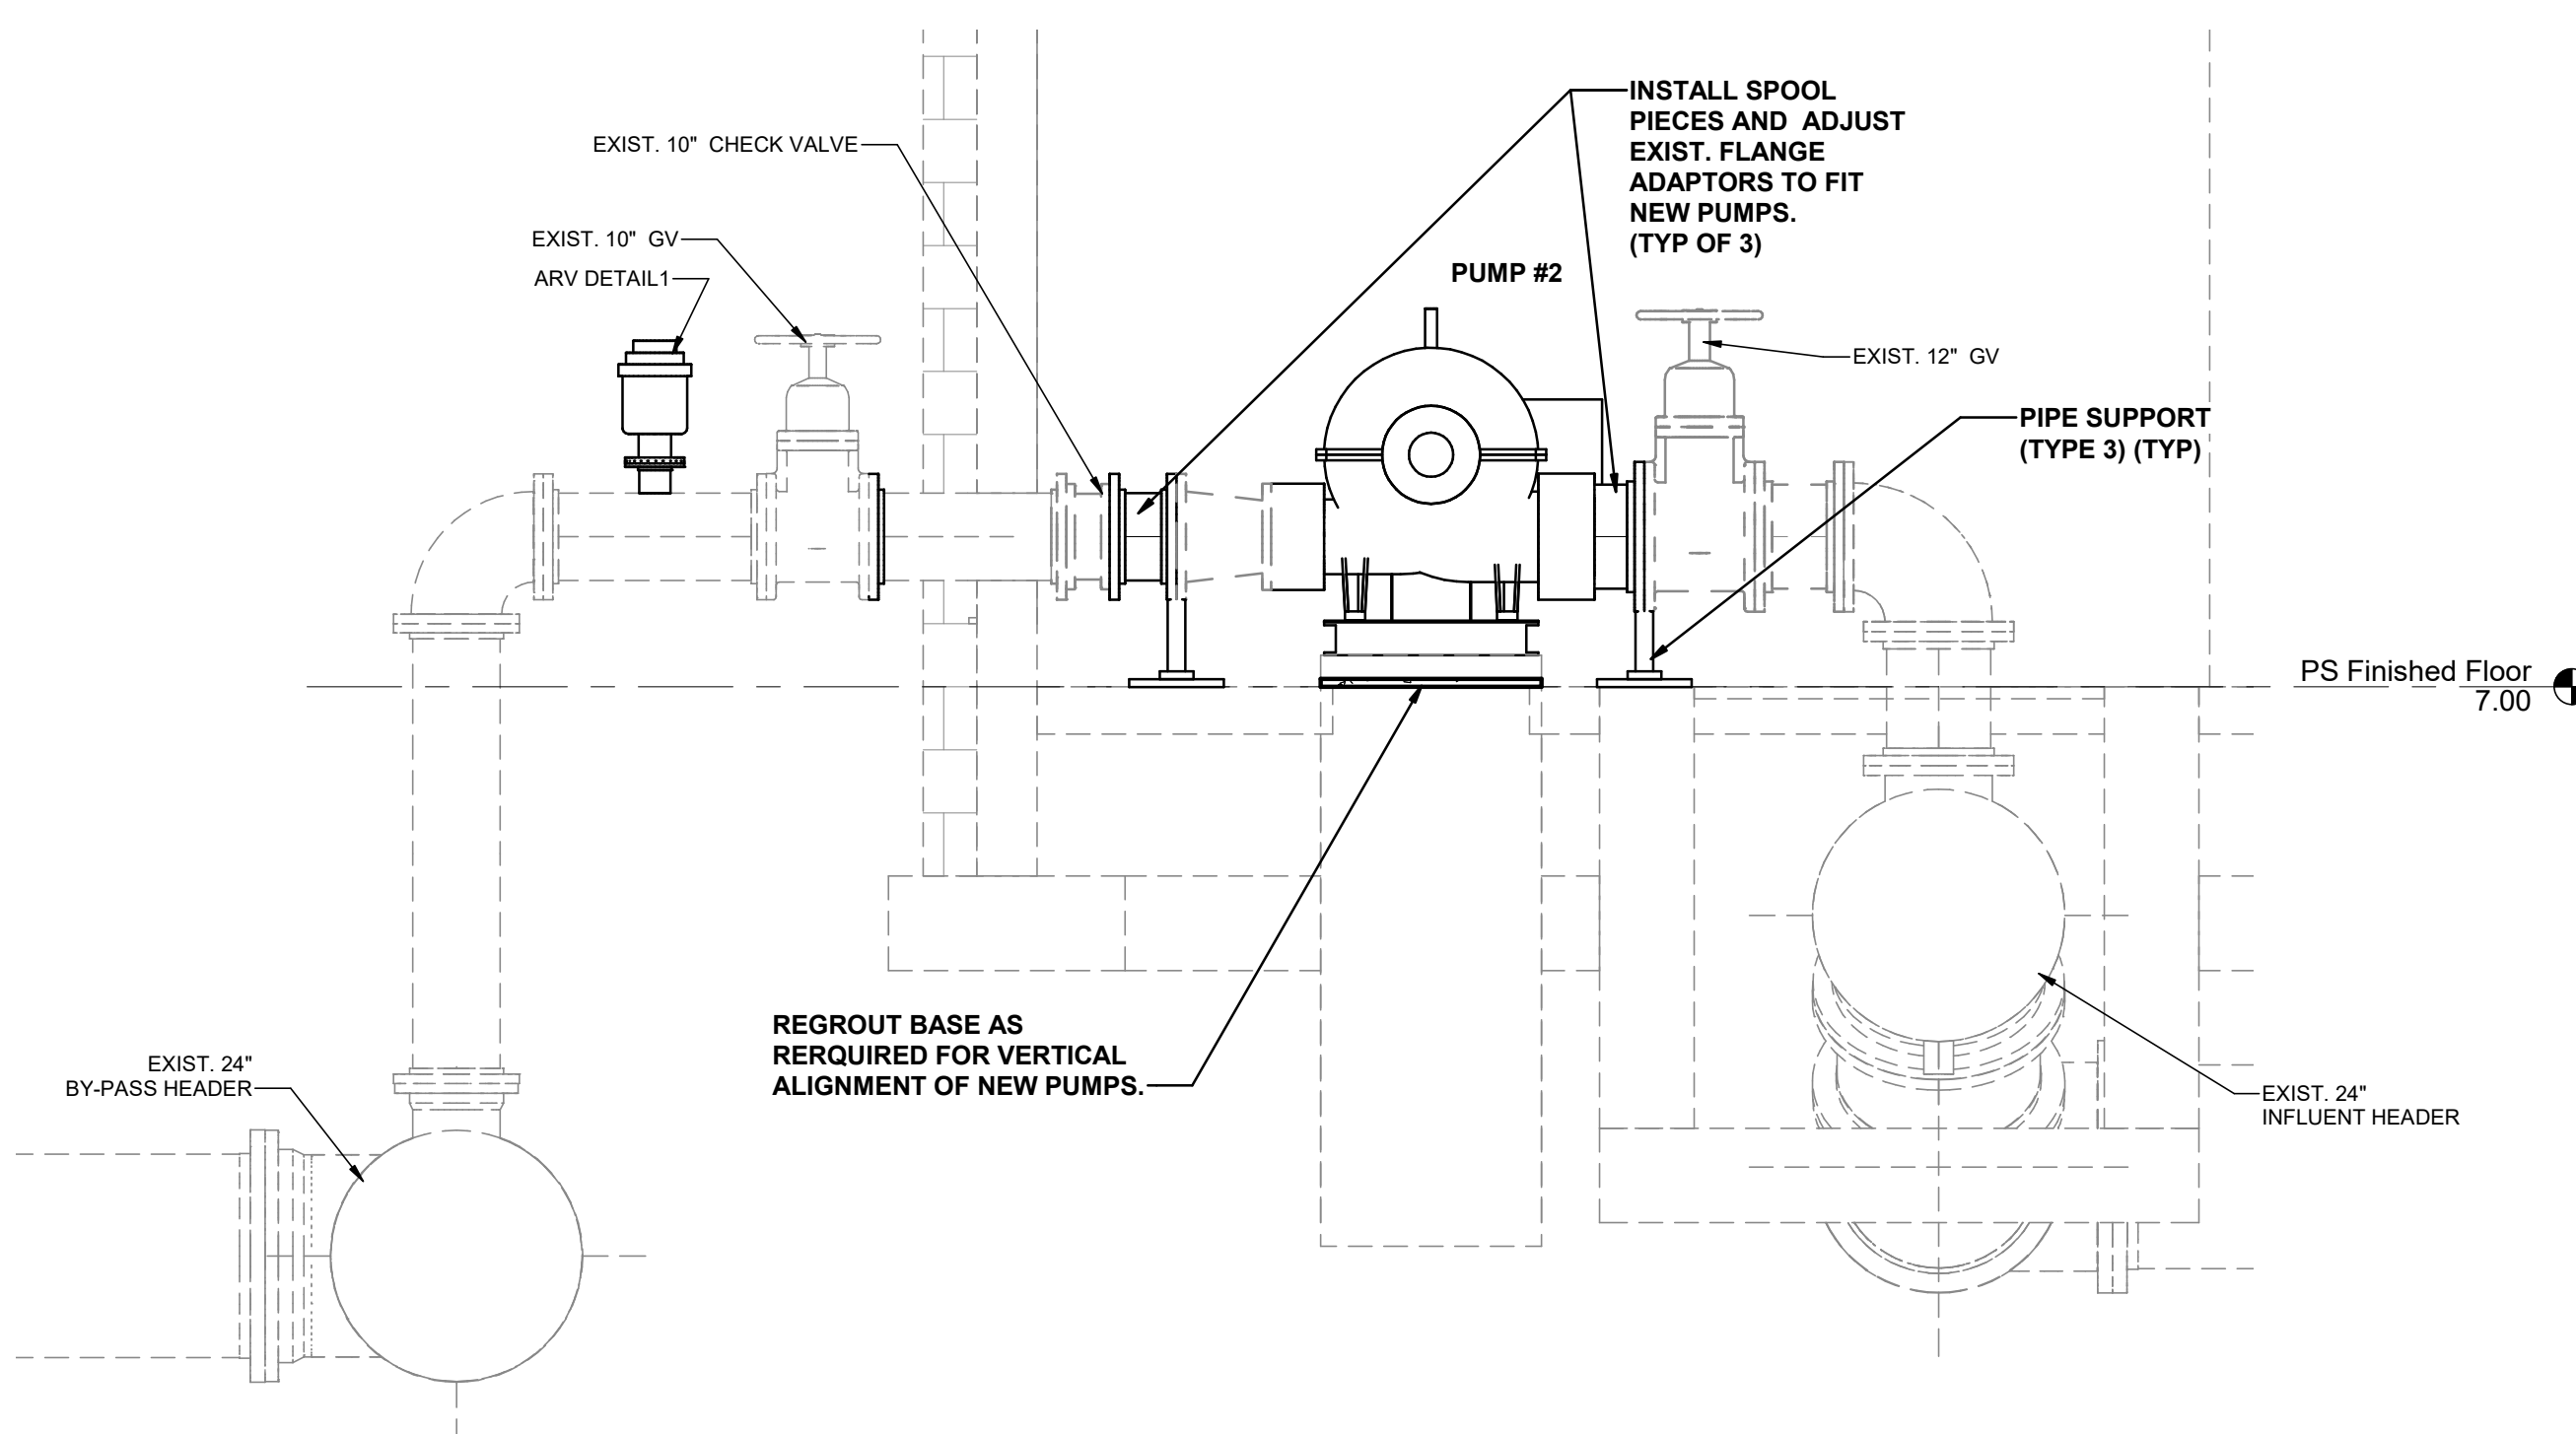 INSTALL SPOOL
PIECES AND ADJUST
EXIST. FLANGE
ADAPTORS TO FIT
NEW PUMPS.
(TYP OF 3)
EXIST. 10" CHECK VALVE
EXIST. 10" GV
ARV DETAIL1
PUMP #2
EXIST. 12" GV
PIPE SUPPORT
(TYPE 3) (TYP)
PS Finished Floor
7.00
REGROUT BASE AS
RERQUIRED FOR VERTICAL
ALIGNMENT OF NEW PUMPS.
EXIST. 24"
BY-PASS HEADER
EXIST. 24"
INFLUENT HEADER